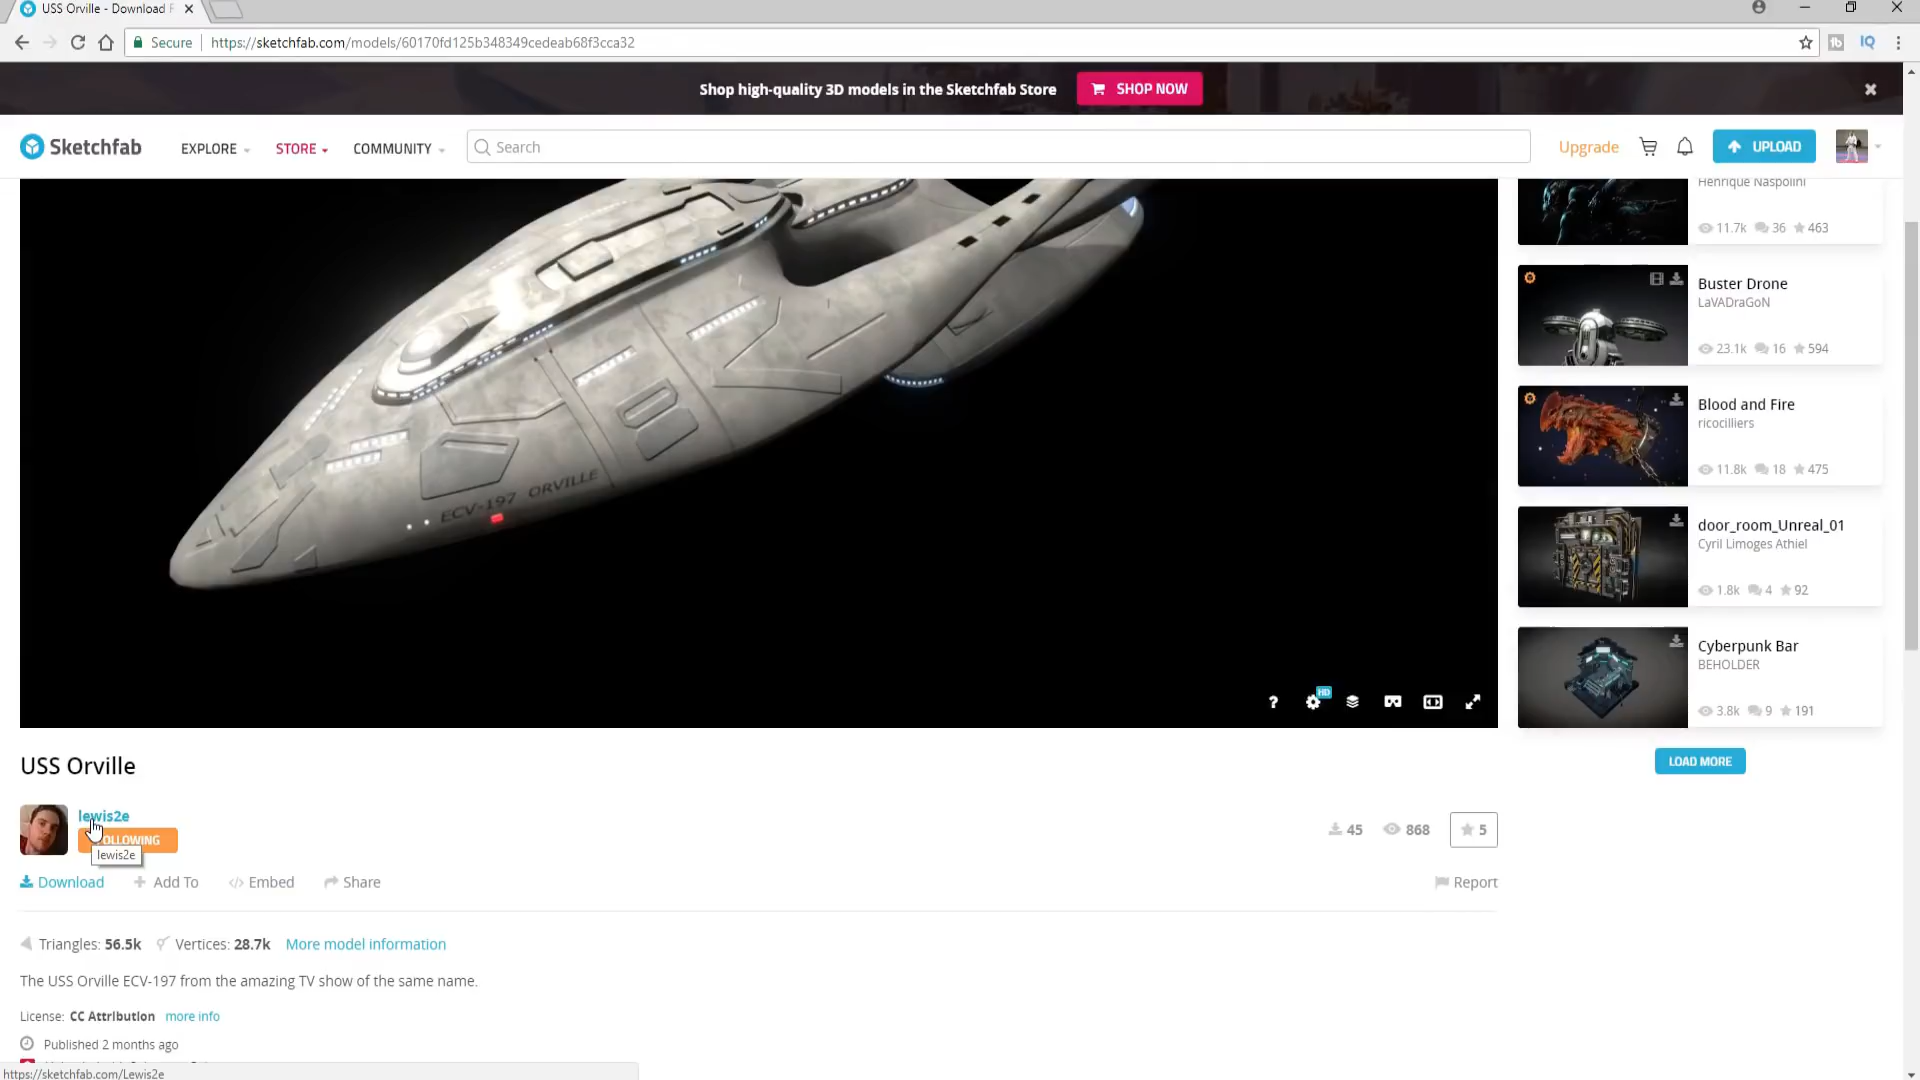 USS Orville - Download F
Secure
https://sketchfab.com/models/60170fd125b348349cedeab68f3cca32
IQ
Shop high-quality 3D models in the Sketchfab Store
SHOP NOW
Sketchfab
EXPLORE
STORE
COMMUNITY
Search
Upgrade
UPLOAD
Henrique Naspolini
11.7k 36 463
Buster Drone
LaVADraGoN
23.1k 16 594
Blood and Fire
ricocilliers
11.8k 18 475
door_room_Unreal_01
Cyril Limoges Athiel
1.8k 4 92
Cyberpunk Bar
BEHOLDER
3.8k 9 191
LOAD MORE
ECV-197 ORVILLE
? HD
USS Orville
lewis2e
lewis2e
45 868 5
Download Add To Embed Share Report
Triangles: 56.5k Vertices: 28.7k More model information
The USS Orville ECV-197 from the amazing TV show of the same name.
License: CC Attribution more info
Published 2 months ago
https://sketchfab.com/Lewis2e